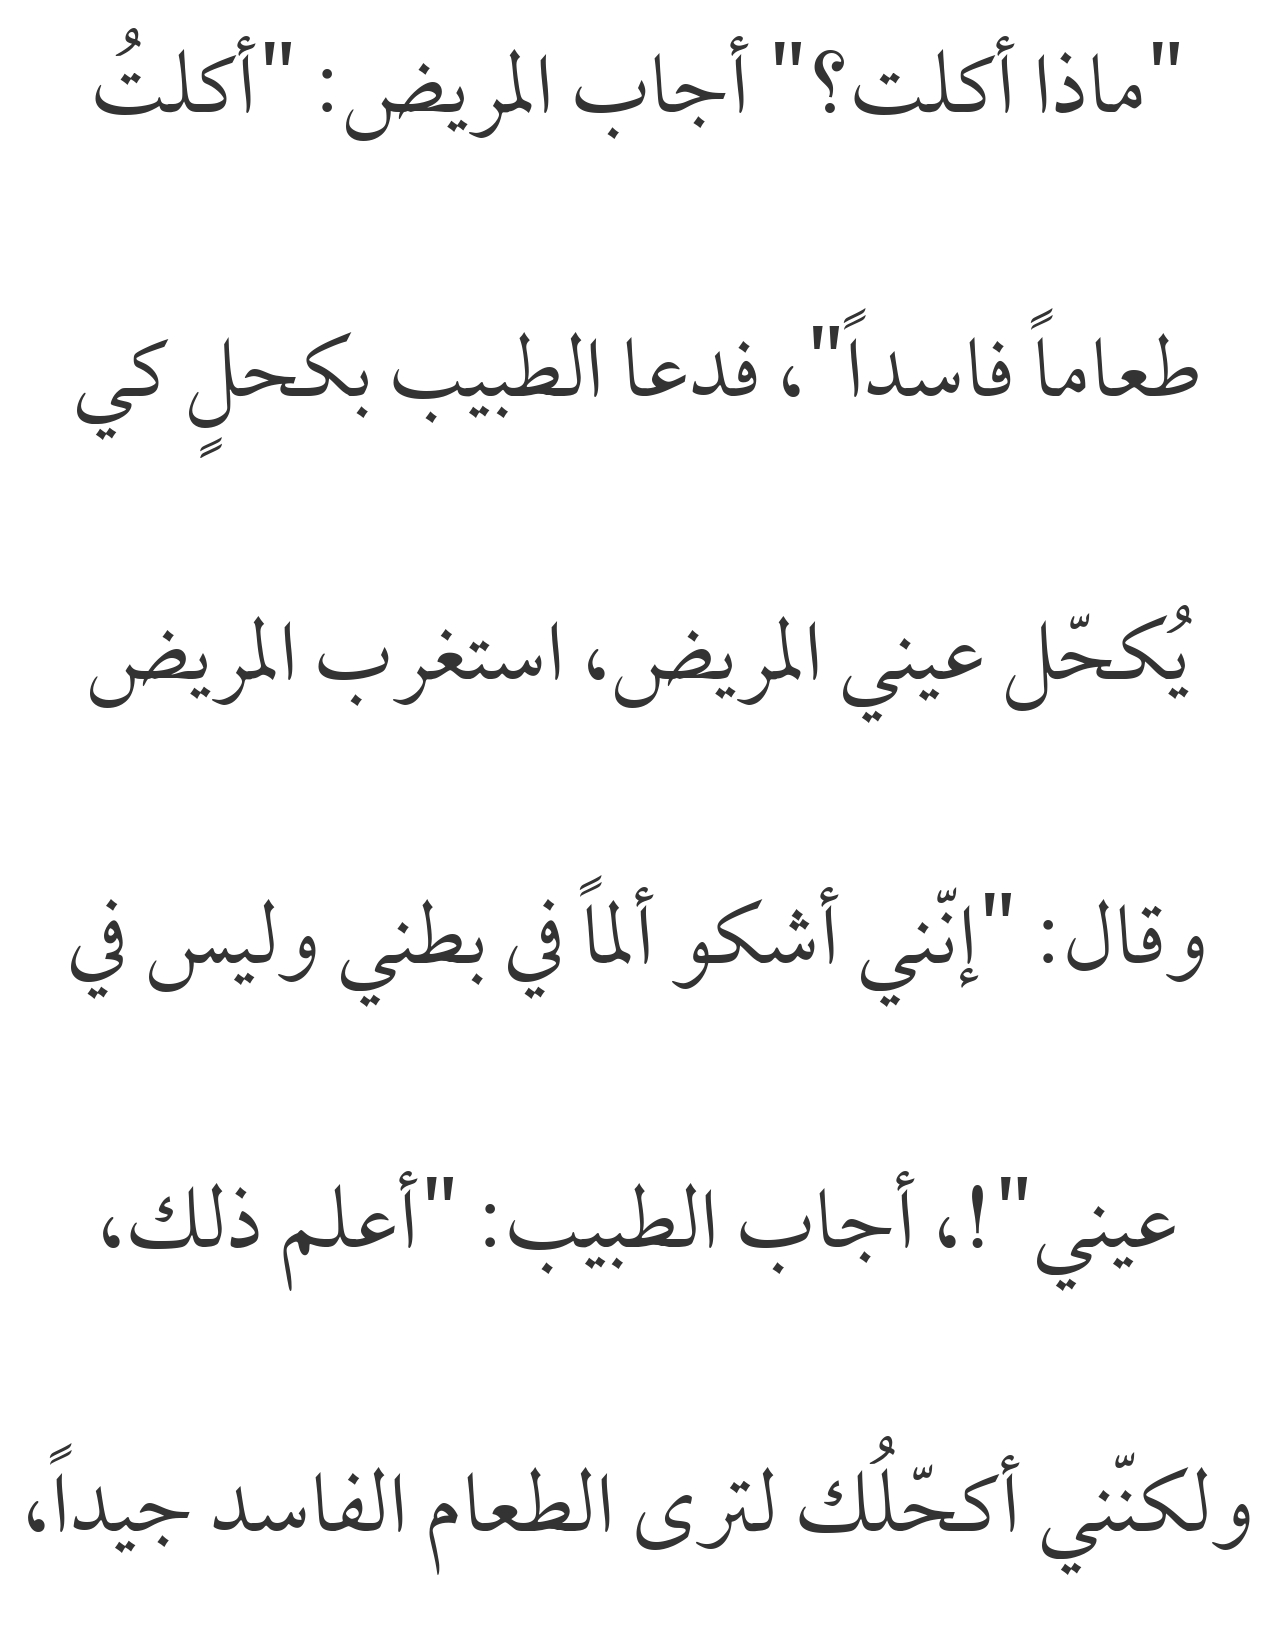 "ماذا أكلت؟" أجاب المريض: "أكلتُ
طعاماً فاسداً"، فدعا الطبيب بكحلٍ كي
يُكحّل عيني المريض، استغرب المريض
وقال: "إنّني أشكو ألماً في بطني وليس في
عيني"!، أجاب الطبيب: "أعلم ذلك،
ولكنّني أكحّلُك لترى الطعام الفاسد جيداً،